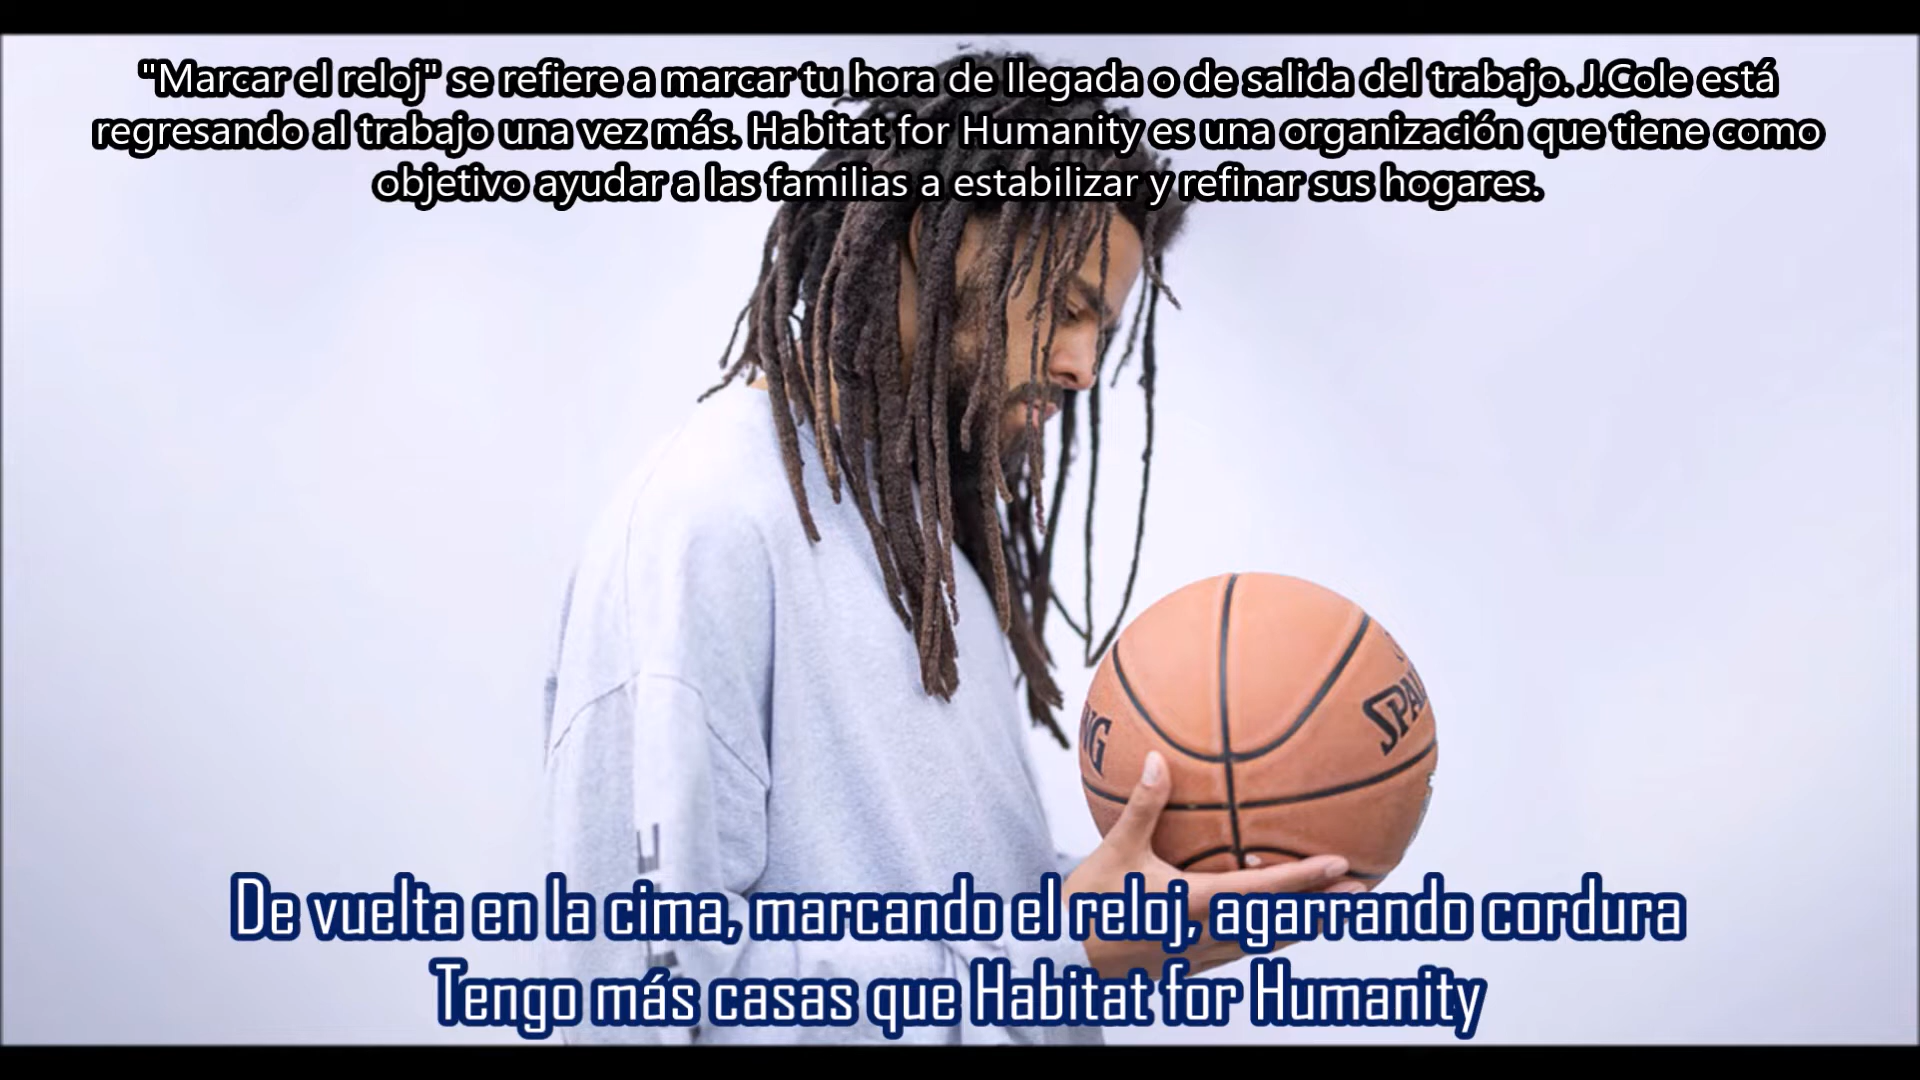 "Marcar el reloj" se refiere a marcar tu hora de llegada o de salida del trabajo. J.Cole está
regresando al trabajo una vez más. Habitat for Humanity es una organización que tiene como
objetivo ayudar a las familias a estabilizar y refinar sus hogares.
De vuelta en la cima, marcando el reloj, agarrando cordura
Tengo más casas que Habitat for Humanity